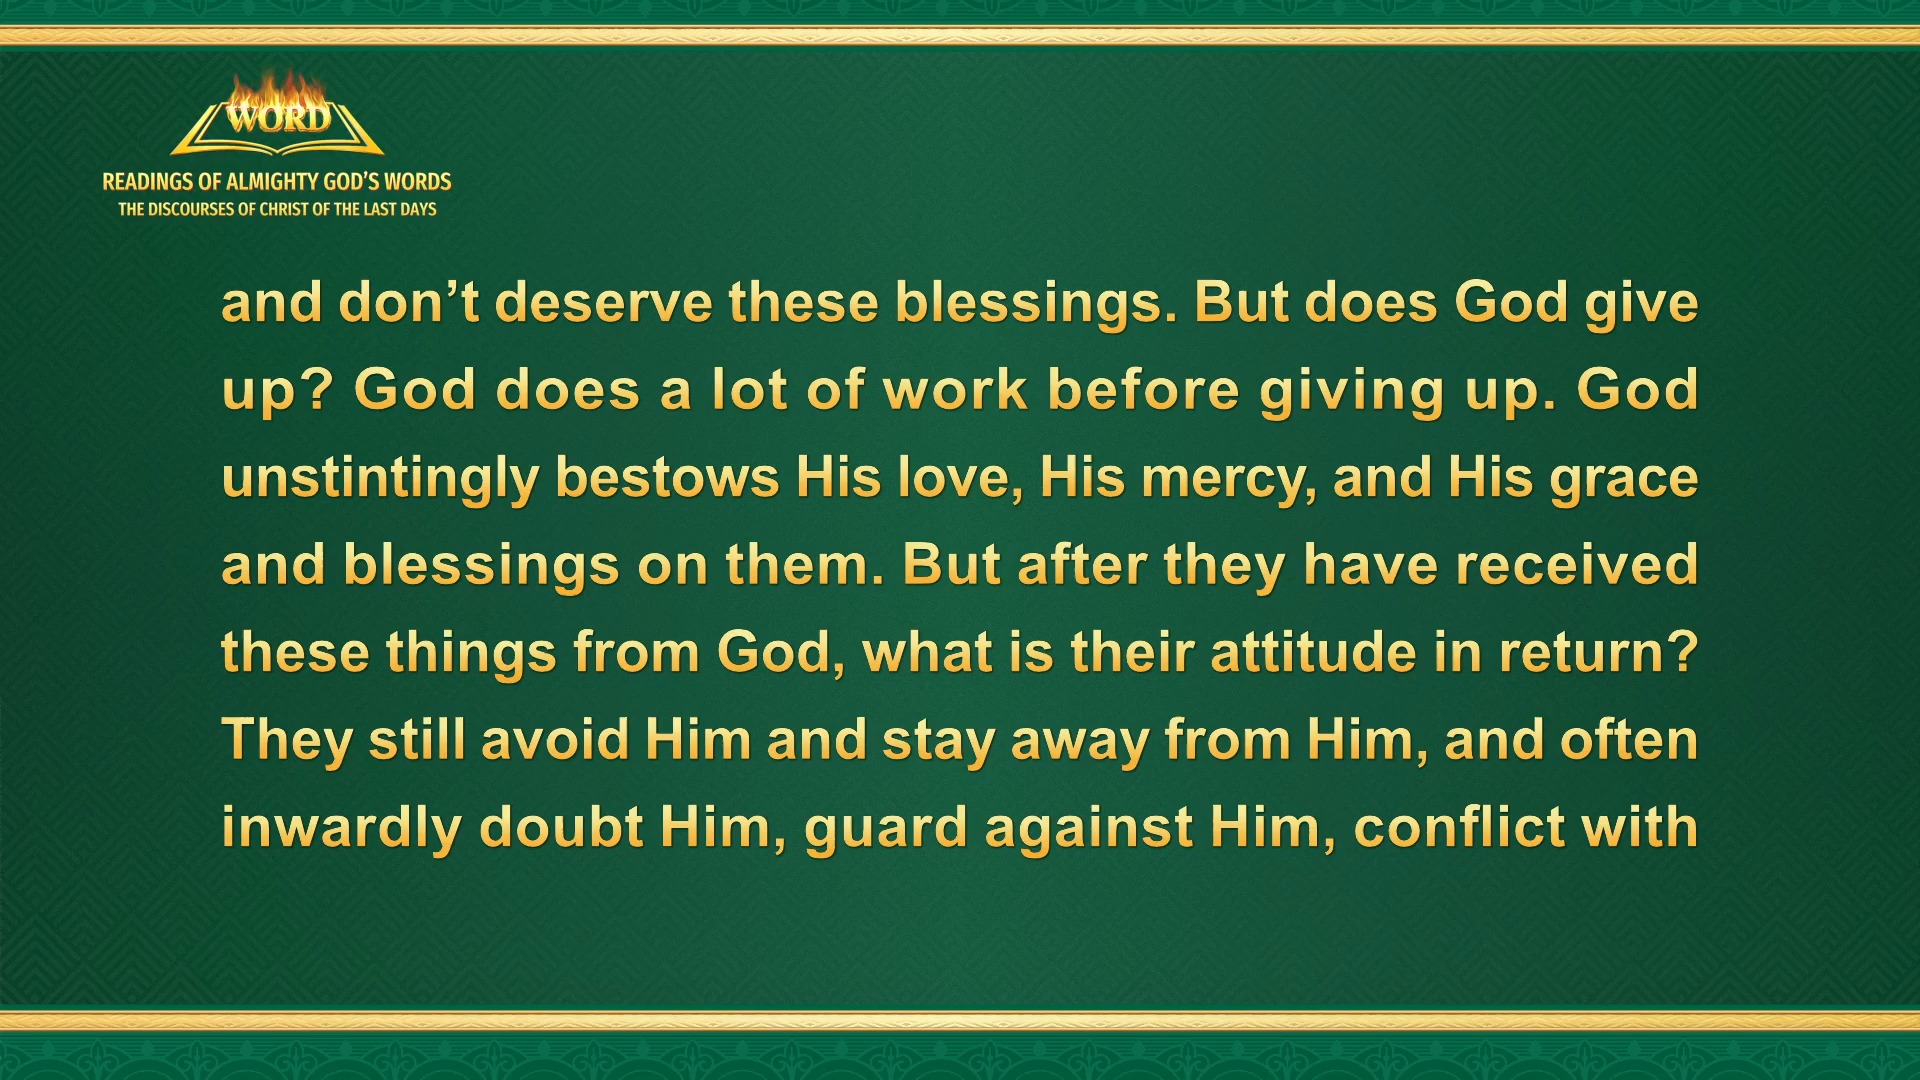 WORD
READINGS OF ALMIGHTY GOD'S WORDS
THE DISCOURSES OF CHRIST OF THE LAST DAYS
and don’t deserve these blessings. But does God give
up? God does a lot of work before giving up. God
unstintingly bestows His love, His mercy, and His grace
and blessings on them. But after they have received
these things from God, what is their attitude in return?
They still avoid Him and stay away from Him, and often
inwardly doubt Him, guard against Him, conflict with